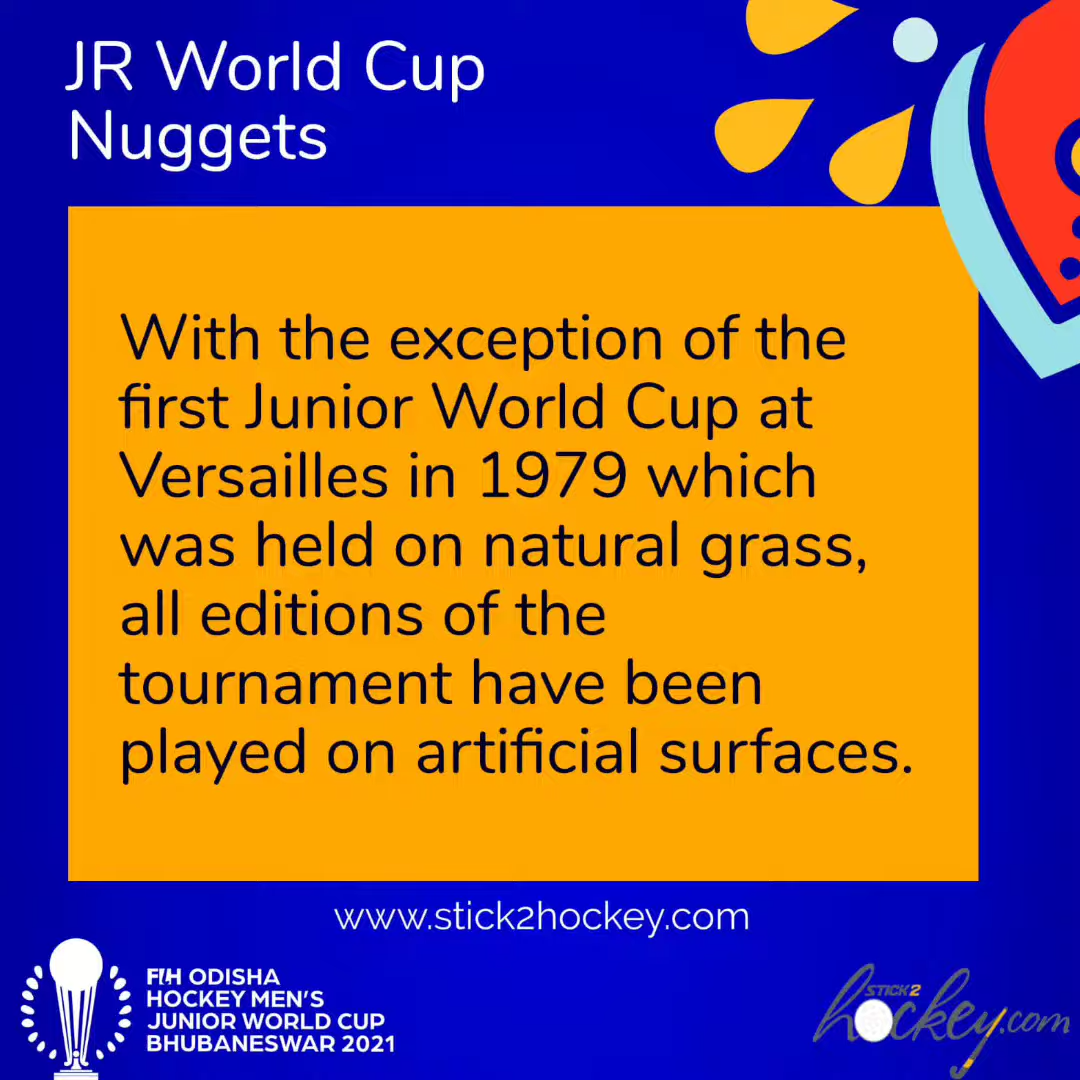 JR World Cup
Nuggets
With the exception of the
first Junior World Cup at
Versailles in 1979 which
was held on natural grass,
all editions of the
tournament have been
played on artificial surfaces.
www.stick2hockey.com
FIH ODISHA
HOCKEY MEN'S
JUNIOR WORLD CUP
BHUBANESWAR 2021
STICK2
hockey.com